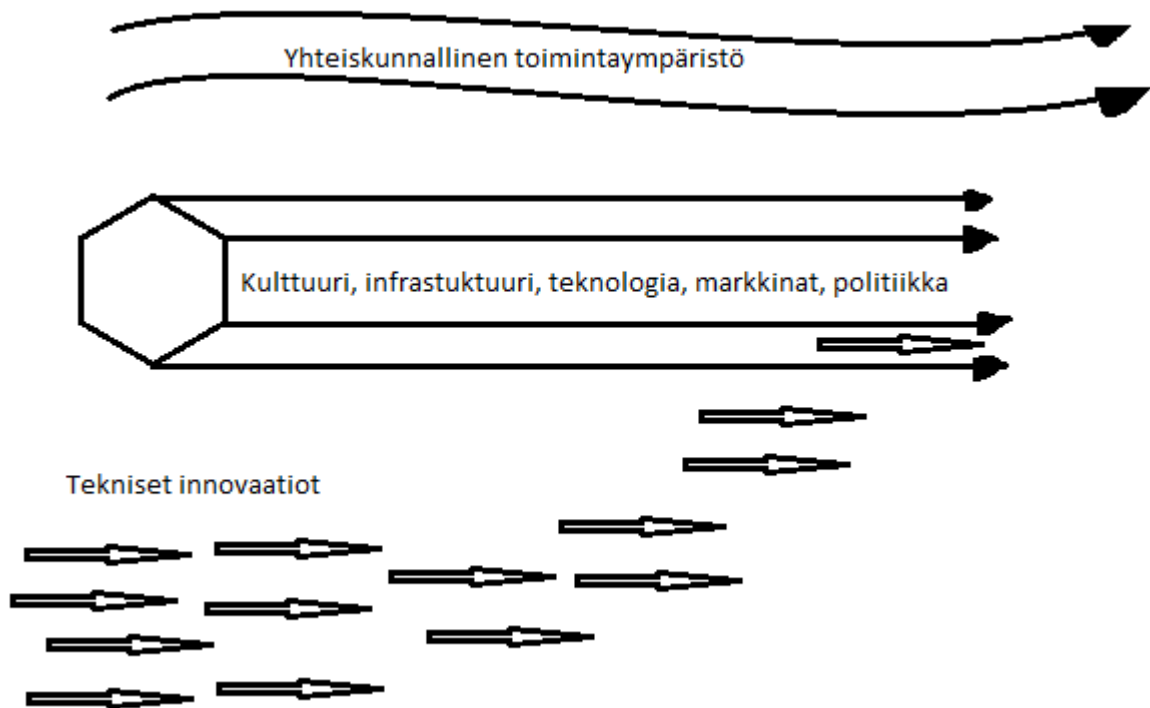 Yhteiskunnallinen toimintaympäristö
Kulttuuri, infrastuktuuri, teknologia, markkinat, politiikka
Tekniset innovaatiot